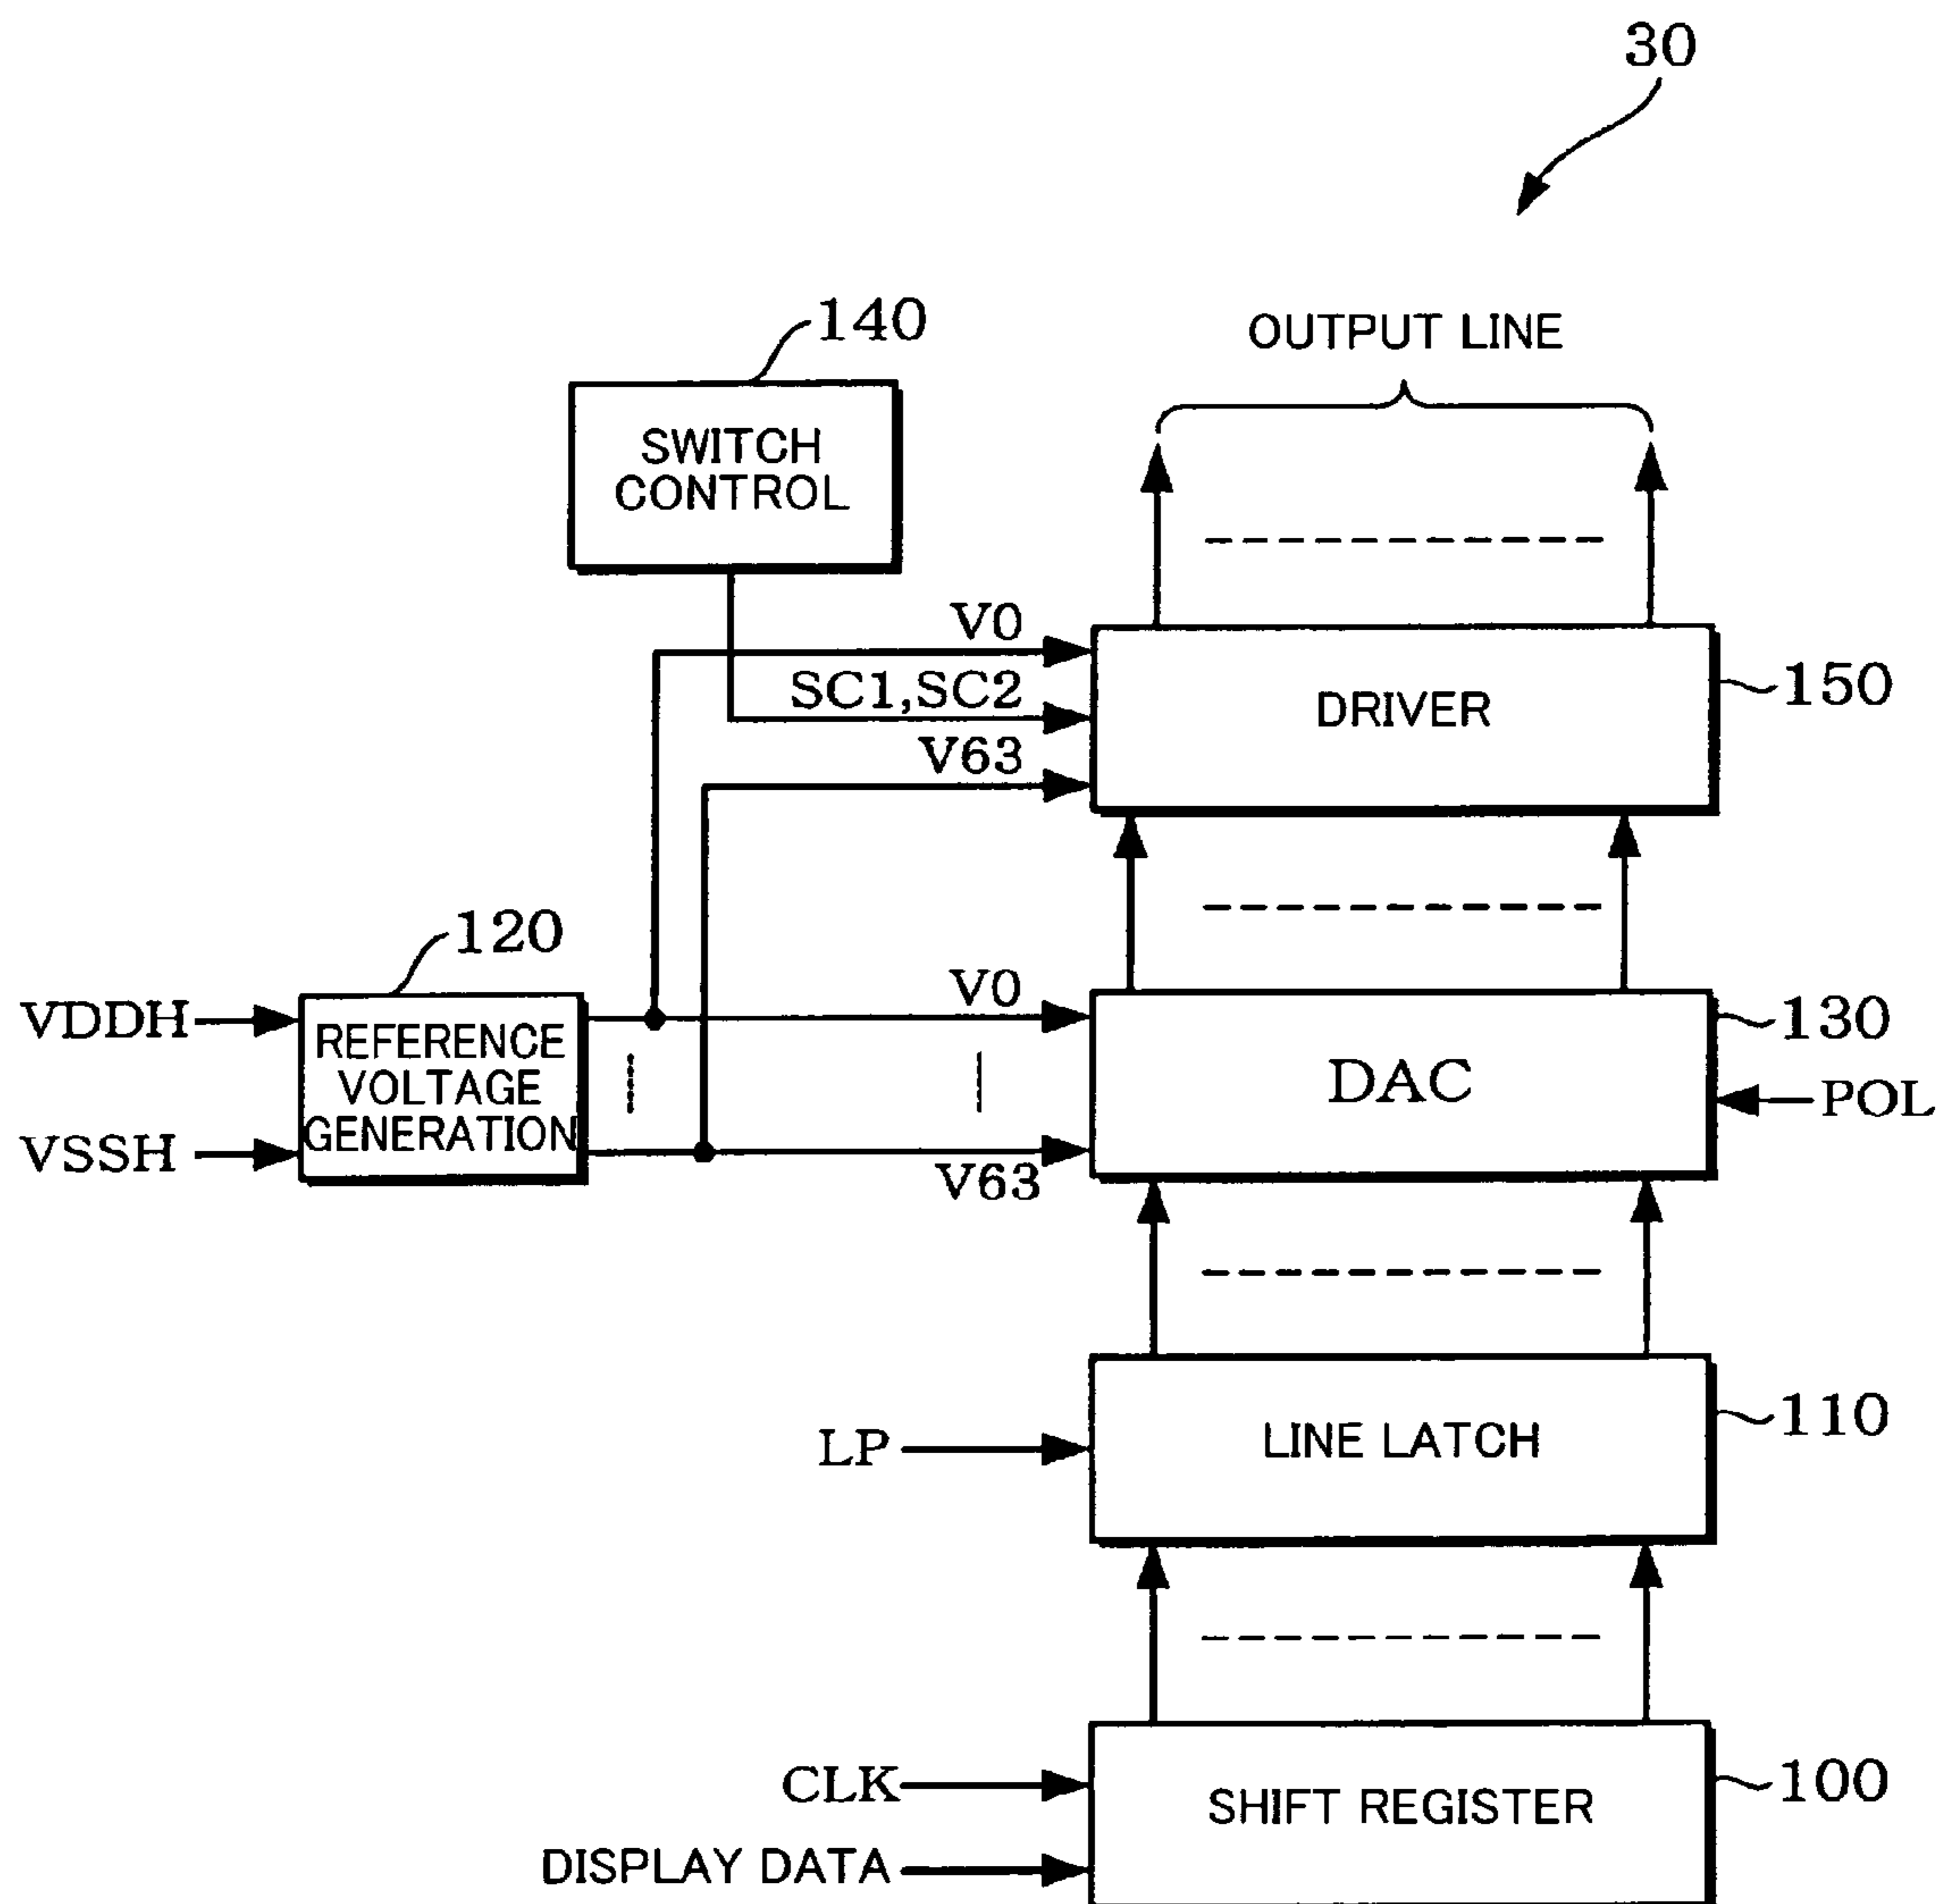 30
140
OUTPUT LINE
SWITCH
CONTROL
V0
SC1,SC2
V63
DRIVER
150
120
VDDH
VSSH
REFERENCE
VOLTAGE
GENERATION
V0
V63
DAC
130
POL
LP
LINE LATCH
110
CLK
DISPLAY DATA
SHIFT REGISTER
100